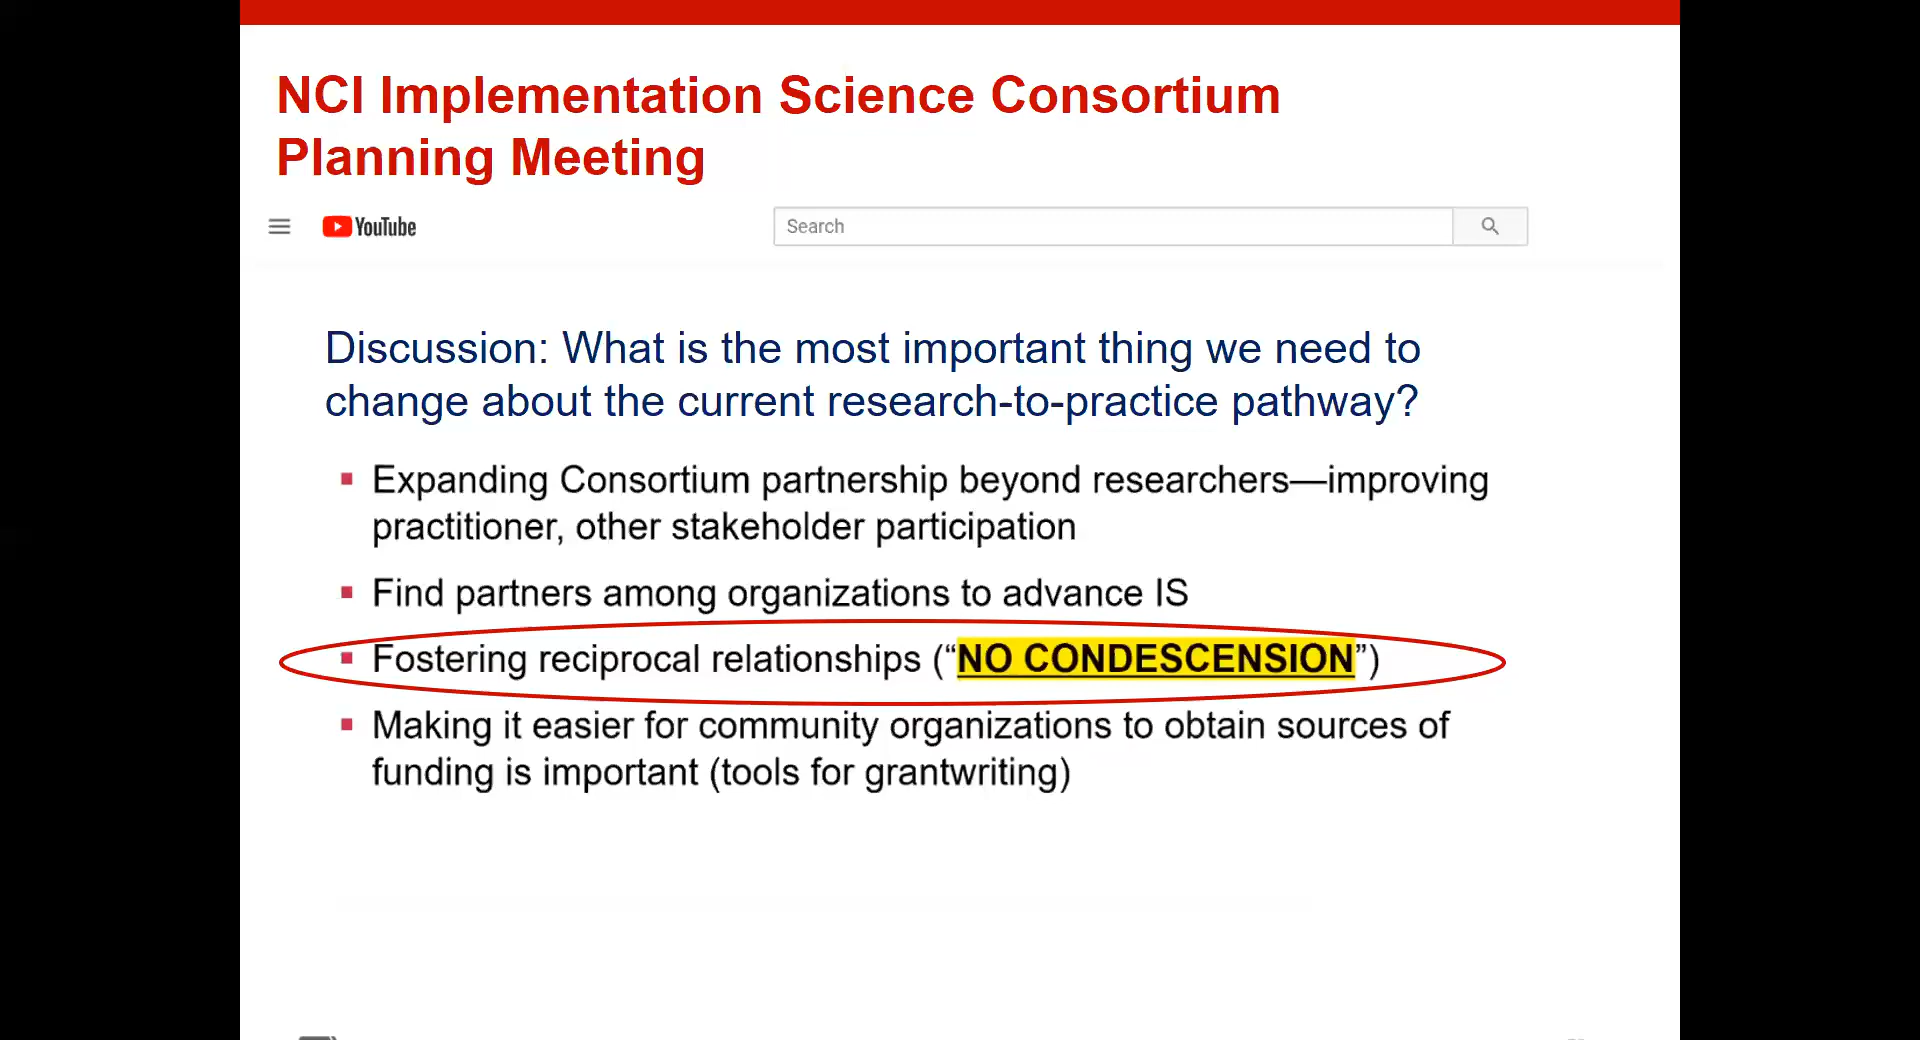 NCI Implementation Science Consortium
Planning Meeting
YouTube
Search
Discussion: What is the most important thing we need to
change about the current research-to-practice pathway?
Expanding Consortium partnership beyond researchers—improving
practitioner, other stakeholder participation
Find partners among organizations to advance IS
Fostering reciprocal relationships (“NO CONDESCENSION”)
Making it easier for community organizations to obtain sources of
funding is important (tools for grantwriting)